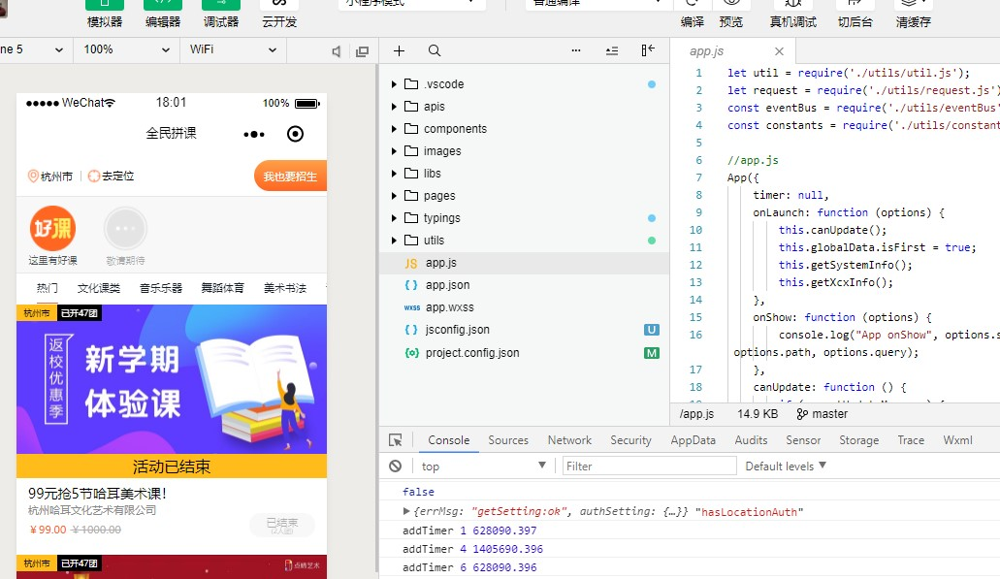 模拟器 编辑器 调试器 云开发
小程序模式 普通编译
编译 预览 真机调试 切后台 清缓存
ne 5 100% WiFi
WeChat 18:01 100%
全民拼课
杭州市 去定位 我也要招生
好课
这里有好课 敬请期待
热门 文化课类 音乐乐器 舞蹈体育 美术书法
杭州市 已开47团
返校优惠季
新学期
体验课
活动已结束
99元抢5节哈耳美术课!
杭州哈耳文化艺术有限公司
¥99.00 ¥1000.00
已结束
杭州市 已开47团
点睛艺术
.vscode
apis
components
images
libs
pages
typings
utils
JS app.js
{ } app.json
wxss app.wxss
{ } jsconfig.json U
{o} project.config.json M
app.js
1 let util = require('./utils/util.js');
2 let request = require('./utils/request.js')
3 const eventBus = require('./utils/eventBus'
4 const constants = require('./utils/constant
5
6 //app.js
7 App({
8 timer: null,
9 onLaunch: function (options) {
10 this.canUpdate();
11 this.globalData.isFirst = true;
12 this.getSystemInfo();
13 this.getXcxInfo();
14 },
15 onShow: function (options) {
16 console.log("App onShow", options.s
options.path, options.query);
17 },
18 canUpdate: function () {
/app.js 14.9 KB master
Console Sources Network Security AppData Audits Sensor Storage Trace Wxml
top Filter Default levels
false
{errMsg: "getSetting:ok", authSetting: {…}} "hasLocationAuth"
addTimer 1 628090.397
addTimer 4 1405690.396
addTimer 6 628090.396